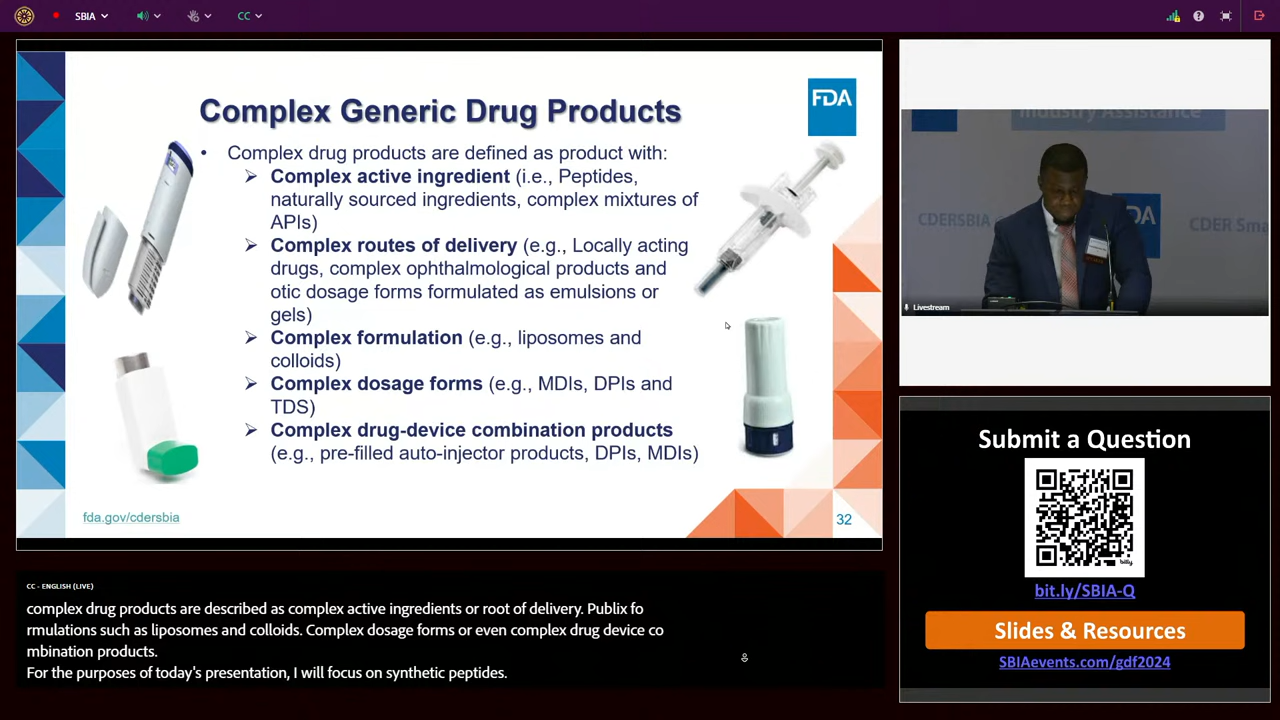 SBIA
CC
Complex Generic Drug Products
FDA
• Complex drug products are defined as product with:
➢ Complex active ingredient (i.e., Peptides,
naturally sourced ingredients, complex mixtures of
APIs)
➢ Complex routes of delivery (e.g., Locally acting
drugs, complex ophthalmological products and
otic dosage forms formulated as emulsions or
gels)
➢ Complex formulation (e.g., liposomes and
colloids)
➢ Complex dosage forms (e.g., MDIs, DPIs and
TDS)
➢ Complex drug-device combination products
(e.g., pre-filled auto-injector products, DPIs, MDIs)
fda.gov/cdersbia
32
Industry Assistance
CDERSBIA
FDA
CDER Sma
Livestream
CC - ENGLISH (LIVE)
complex drug products are described as complex active ingredients or root of delivery. Publix fo
rmulations such as liposomes and colloids. Complex dosage forms or even complex drug device co
mbination products.
For the purposes of today's presentation, I will focus on synthetic peptides.
Submit a Question
bitly
bit.ly/SBIA-Q
Slides & Resources
SBIAevents.com/gdf2024